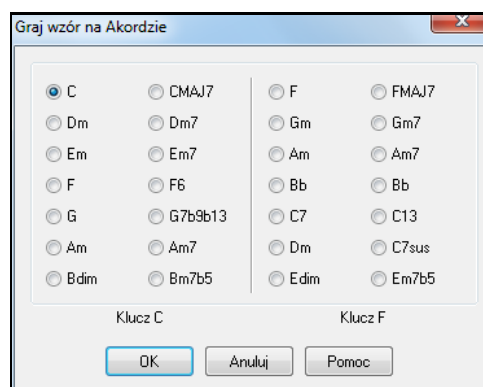 Graj wzór na Akordzie
C CMAJ7 F FMAJ7
Dm Dm7 Gm Gm7
Em Em7 Am Am7
F F6 Bb Bb
G G7b9b13 C7 C13
Am Am7 Dm C7sus
Bdim Bm7b5 Edim Em7b5
Klucz C Klucz F
OK Anuluj Pomoc